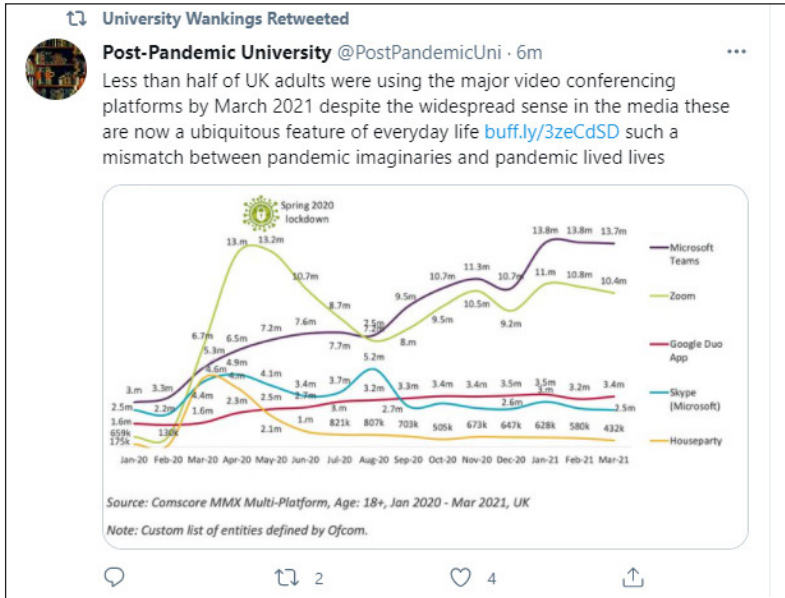 University Wankings Retweeted
Post-Pandemic University @PostPandemicUni · 6m
Less than half of UK adults were using the major video conferencing
platforms by March 2021 despite the widespread sense in the media these
are now a ubiquitous feature of everyday life buff.ly/3zeCdSD such a
mismatch between pandemic imaginaries and pandemic lived lives
Spring 2020
lockdown
13.m 13.2m 10.7m 8.7m 7.5m 9.5m 10.7m 11.3m 10.7m 13.8m 13.8m 13.7m
6.7m 5.3m 6.5m 7.2m 7.6m 7.7m 7.2m 8.m 9.5m 10.5m 9.2m 11.m 10.8m 10.4m
3.m 3.3m 4.6m 4.9m 4.1m 3.4m 3.7m 5.2m
2.5m 2.2m 4.4m 4.m 2.5m 2.7m 3.m 3.2m 3.3m 3.4m 3.4m 3.5m 3.5m 3.2m 3.4m
1.6m 1.6m 2.3m 2.1m 1.m 2.7m 2.6m 3.m 2.5m
659k 130k 821k 807k 703k 505k 673k 647k 628k 580k 432k
175k
Microsoft
Teams
Zoom
Google Duo
App
Skype
(Microsoft)
Houseparty
Jan-20 Feb-20 Mar-20 Apr-20 May-20 Jun-20 Jul-20 Aug-20 Sep-20 Oct-20 Nov-20 Dec-20 Jan-21 Feb-21 Mar-21
Source: Comscore MMX Multi-Platform, Age: 18+, Jan 2020 - Mar 2021, UK
Note: Custom list of entities defined by Ofcom.
2
4